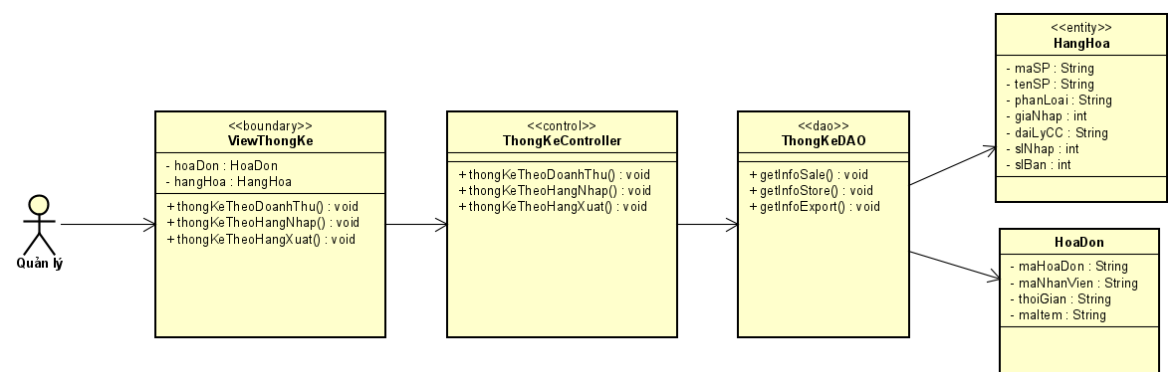 Quản lý
<<boundary>>
ViewThongKe
- hoaDon : HoaDon
- hangHoa : HangHoa
+ thongKeTheoDoanhThu() : void
+ thongKeTheoHangNhap() : void
+ thongKeTheoHangXuat() : void
<<control>>
ThongKeController
+ thongKeTheoDoanhThu() : void
+ thongKeTheoHangNhap() : void
+ thongKeTheoHangXuat() : void
<<dao>>
ThongKeDAO
+ getInfoSale() : void
+ getInfoStore() : void
+ getInfoExport() : void
<<entity>>
HangHoa
- maSP : String
- tenSP : String
- phanLoai : String
- giaNhap : int
- daiLyCC : String
- slNhap : int
- slBan : int
HoaDon
- maHoaDon : String
- maNhanVien : String
- thoiGian : String
- maItem : String